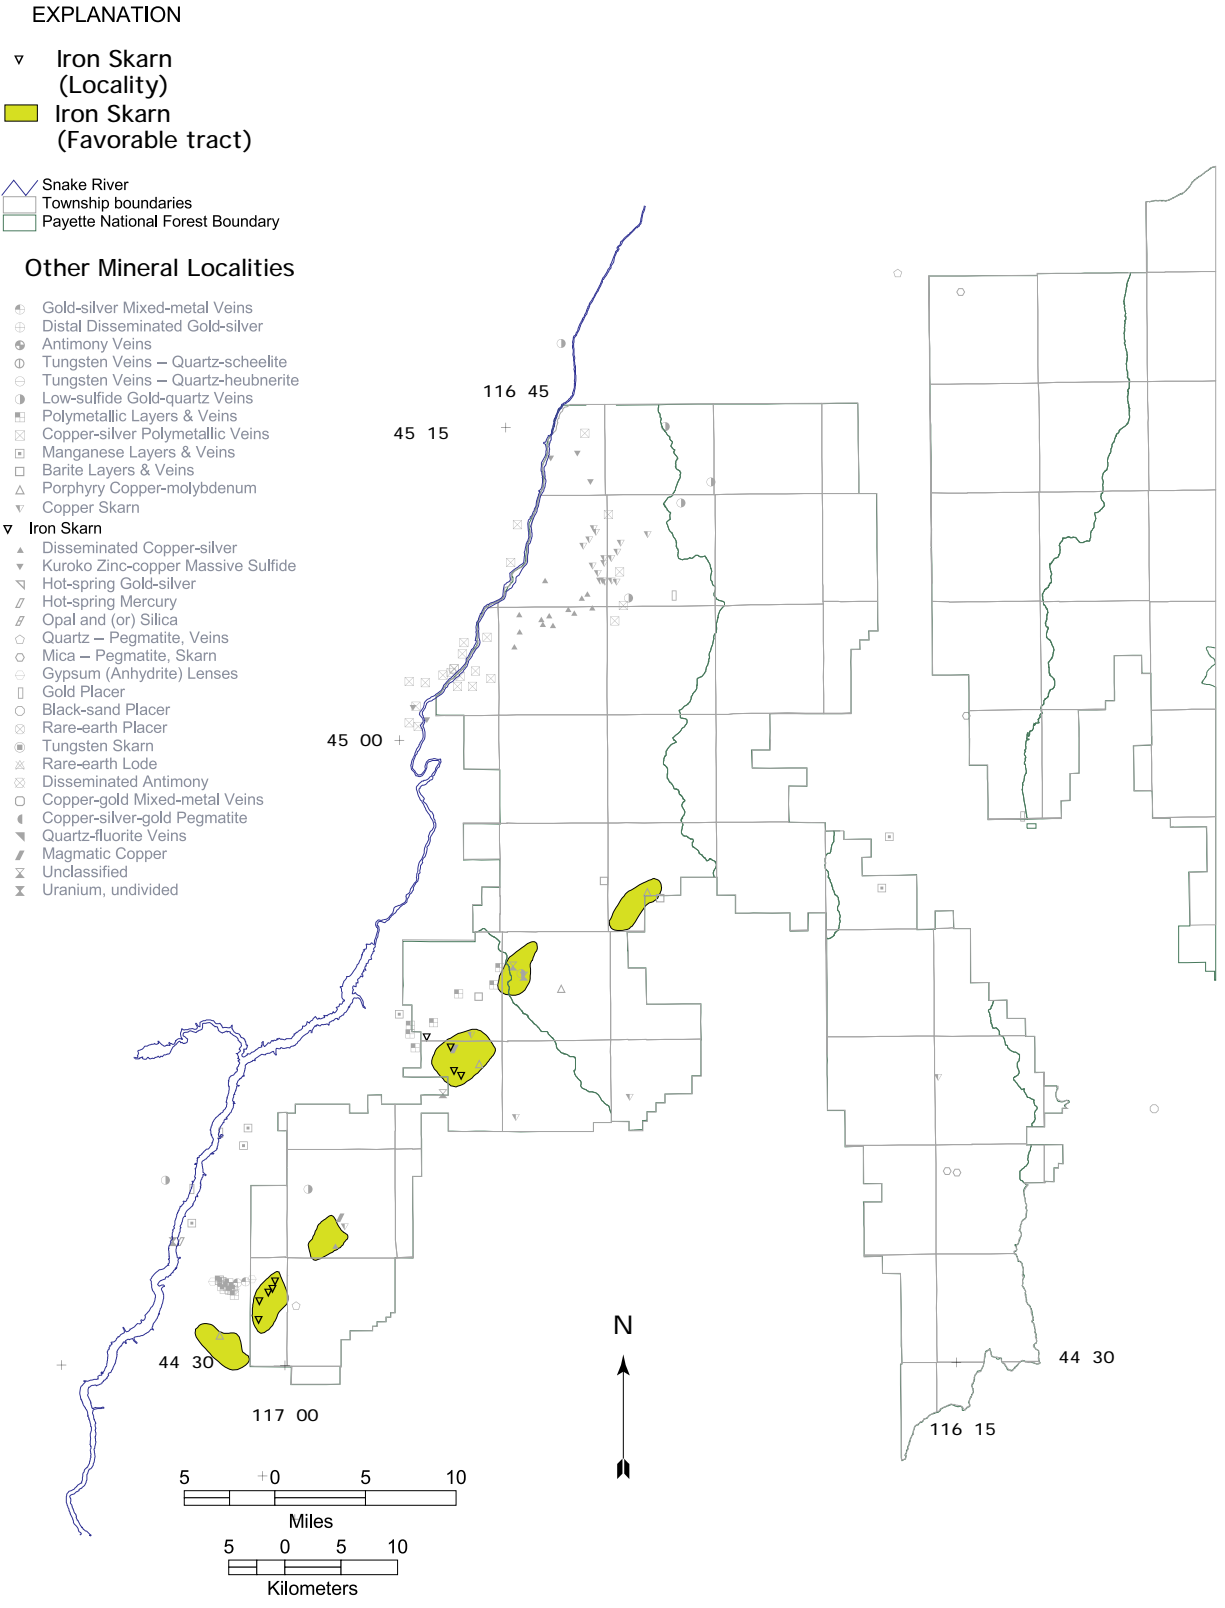 EXPLANATION
Iron Skarn
(Locality)
Iron Skarn
(Favorable tract)
Snake River
Township boundaries
Payette National Forest Boundary
Other Mineral Localities
Gold-silver Mixed-metal Veins
Distal Disseminated Gold-silver
Antimony Veins
Tungsten Veins – Quartz-scheelite
Tungsten Veins – Quartz-heubnerite
Low-sulfide Gold-quartz Veins
Polymetallic Layers & Veins
Copper-silver Polymetallic Veins
Manganese Layers & Veins
Barite Layers & Veins
Porphyry Copper-molybdenum
Copper Skarn
Iron Skarn
Disseminated Copper-silver
Kuroko Zinc-copper Massive Sulfide
Hot-spring Gold-silver
Hot-spring Mercury
Opal and (or) Silica
Quartz – Pegmatite, Veins
Mica – Pegmatite, Skarn
Gypsum (Anhydrite) Lenses
Gold Placer
Black-sand Placer
Rare-earth Placer
Tungsten Skarn
Rare-earth Lode
Disseminated Antimony
Copper-gold Mixed-metal Veins
Copper-silver-gold Pegmatite
Quartz-fluorite Veins
Magmatic Copper
Unclassified
Uranium, undivided
116 45
45 15
45 00
44 30
117 00
N
44 30
116 15
5 0 5 10
Miles
5 0 5 10
Kilometers